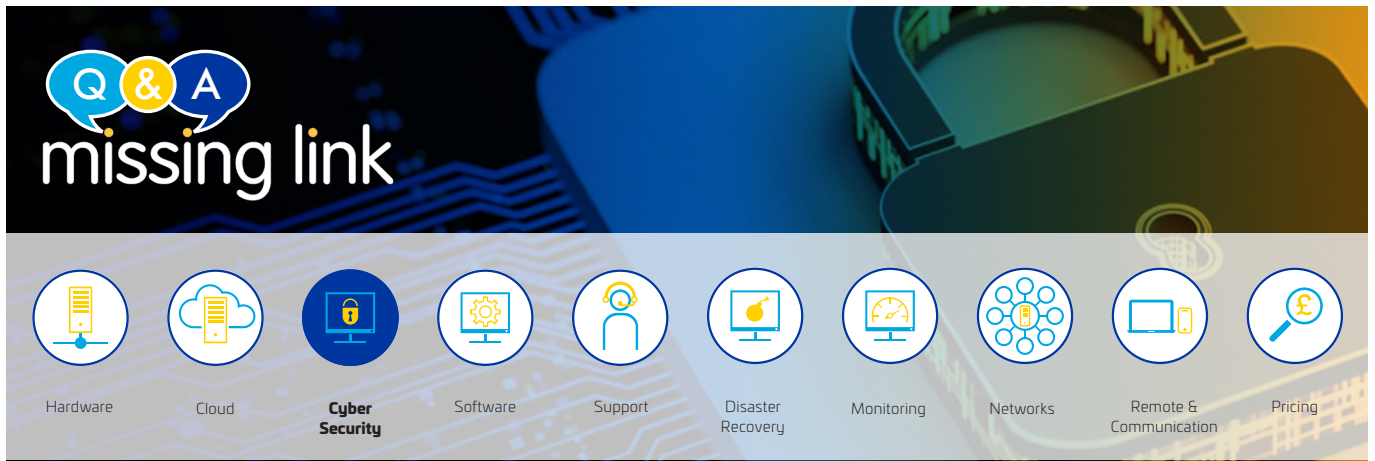 Q & A
missing link
Hardware
Cloud
Cyber
Security
Software
Support
Disaster
Recovery
Monitoring
Networks
Remote &
Communication
£
Pricing